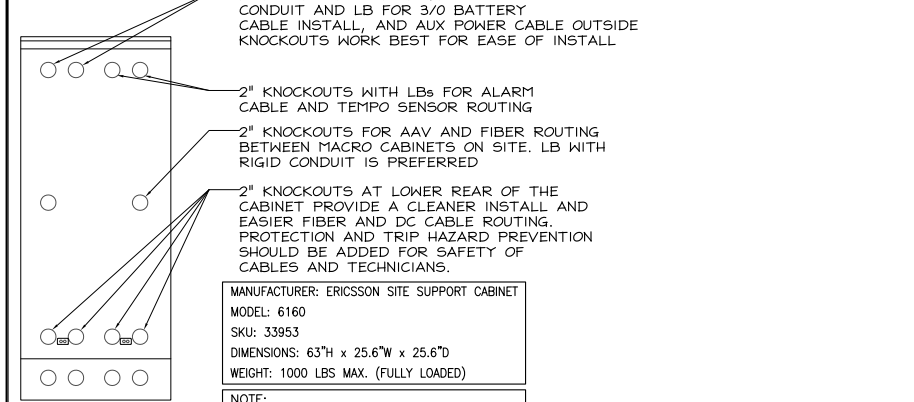 CONDUIT AND LB FOR 3/0 BATTERY
CABLE INSTALL, AND AUX POWER CABLE OUTSIDE
KNOCKOUTS WORK BEST FOR EASE OF INSTALL
2" KNOCKOUTS WITH LBs FOR ALARM
CABLE AND TEMPO SENSOR ROUTING
2" KNOCKOUTS FOR AAV AND FIBER ROUTING
BETWEEN MACRO CABINETS ON SITE. LB WITH
RIGID CONDUIT IS PREFERRED
2" KNOCKOUTS AT LOWER REAR OF THE
CABINET PROVIDE A CLEANER INSTALL AND
EASIER FIBER AND DC CABLE ROUTING.
PROTECTION AND TRIP HAZARD PREVENTION
SHOULD BE ADDED FOR SAFETY OF
CABLES AND TECHNICIANS.
MANUFACTURER: ERICSSON SITE SUPPORT CABINET
MODEL: 6160
SKU: 33953
DIMENSIONS: 63"H x 25.6"W x 25.6"D
WEIGHT: 1000 LBS MAX. (FULLY LOADED)
NOTE: